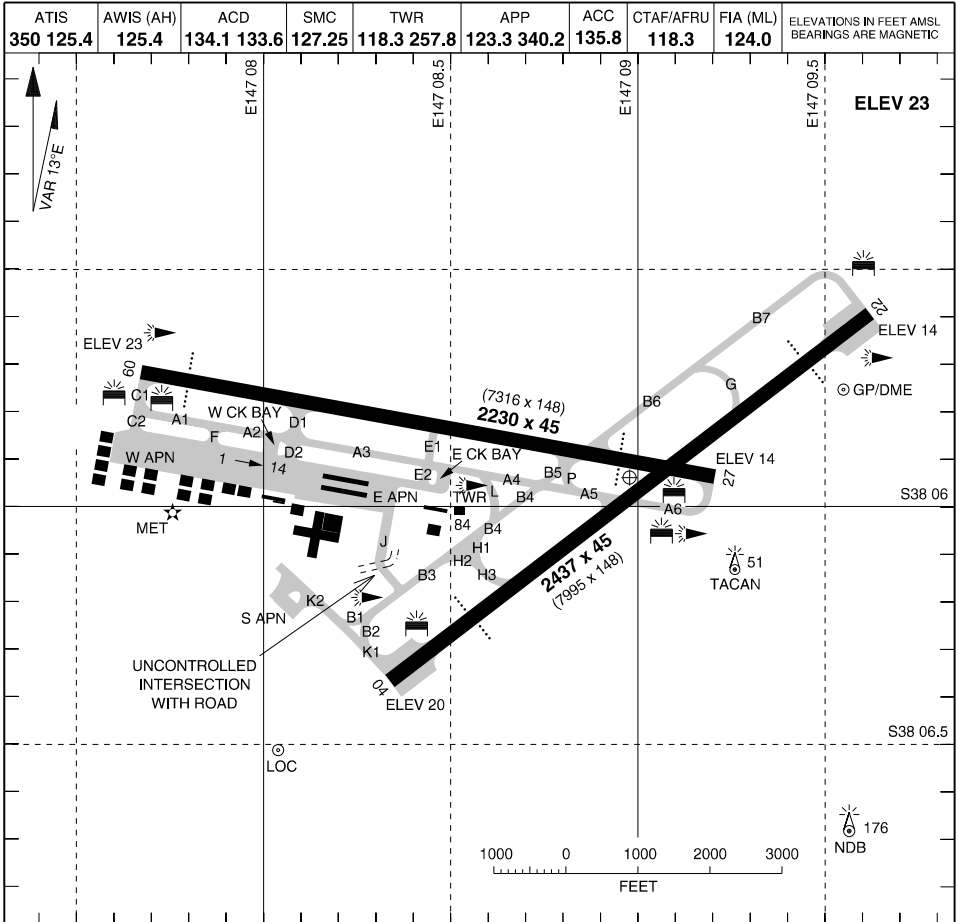 ATIS
350 125.4
AWIS (AH)
125.4
ACD
134.1 133.6
SMC
127.25
TWR
118.3 257.8
APP
123.3 340.2
ACC
135.8
CTAF/AFRU
118.3
FIA (ML)
124.0
ELEVATIONS IN FEET AMSL
BEARINGS ARE MAGNETIC
E147 08
E147 08.5
E147 09
E147 09.5
ELEV 23
VAR 13°E
ELEV 23
09
22
ELEV 14
B7
GP/DME
G
B6
(7316 x 148)
2230 x 45
C1
C2
A1
W CK BAY
D1
F
A2
D2
A3
E1
E CK BAY
W APN
1
14
E2
E APN
TWR
L
A4
B4
B5
P
A5
ELEV 14
27
A6
S38 06
MET
84
B4
J
H1
H2
H3
B3
2437 x 45
(7995 x 148)
51
TACAN
K2
S APN
B1
B2
K1
UNCONTROLLED
INTERSECTION
WITH ROAD
04
ELEV 20
S38 06.5
LOC
176
NDB
1000
0
1000
2000
3000
FEET